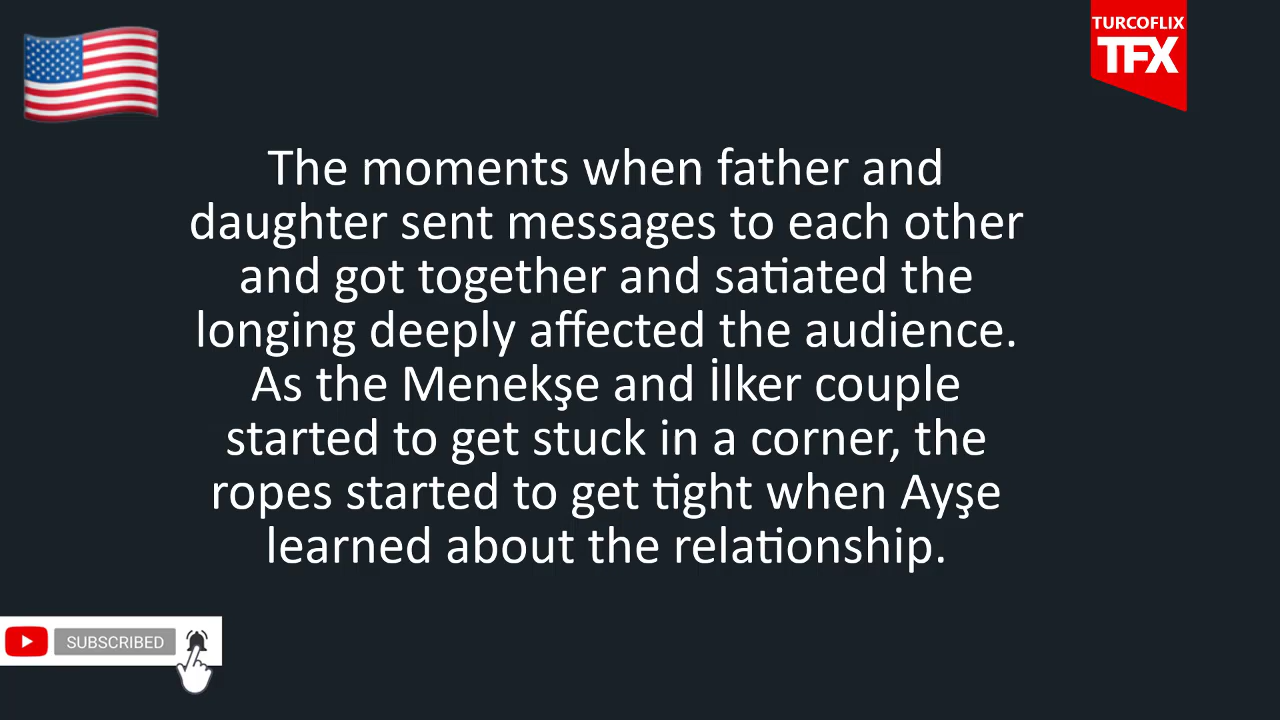 TURCOFLIX
TFX
The moments when father and
daughter sent messages to each other
and got together and satiated the
longing deeply affected the audience.
As the Menekşe and İlker couple
started to get stuck in a corner, the
ropes started to get tight when Ayşe
learned about the relationship.
SUBSCRIBED